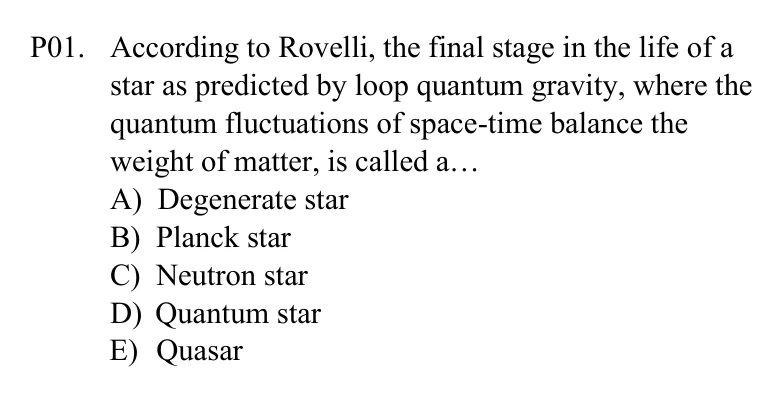 P01. According to Rovelli, the final stage in the life of a
star as predicted by loop quantum gravity, where the
quantum fluctuations of space-time balance the
weight of matter, is called a…
A) Degenerate star
B) Planck star
C) Neutron star
D) Quantum star
E) Quasar